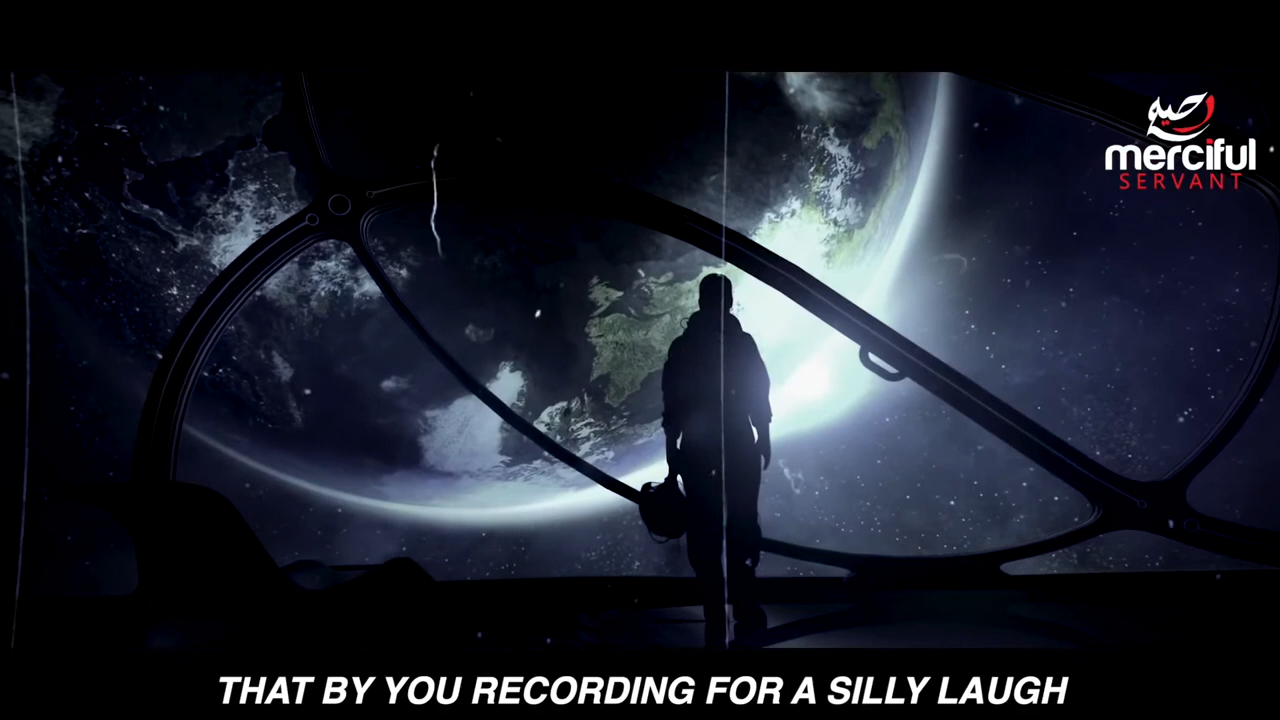 رحيم
merciful
SERVANT
THAT BY YOU RECORDING FOR A SILLY LAUGH